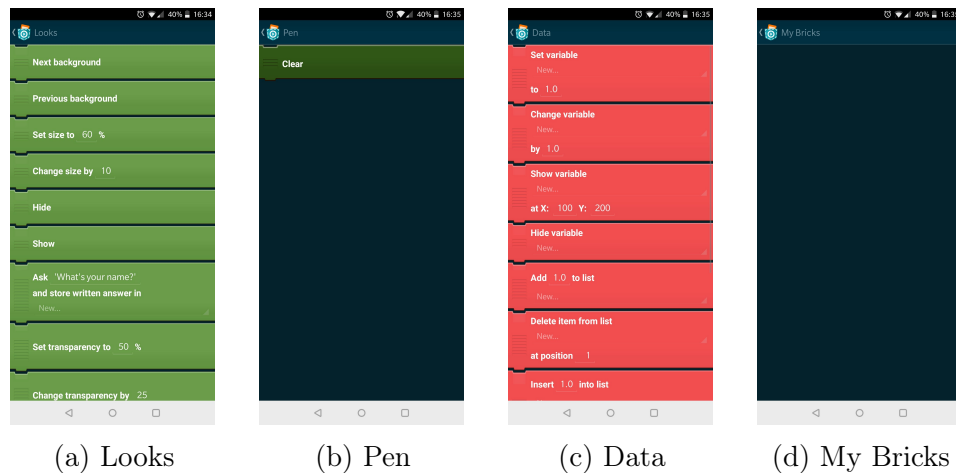 40% 16:34
Looks
Next background
Previous background
Set size to 60 %
Change size by 10
Hide
Show
Ask 'What's your name?'
and store written answer in
New...
Set transparency to 50 %
Change transparency by 25
(a) Looks
40% 16:35
Pen
Clear
(b) Pen
40% 16:35
Data
Set variable
New...
to 1.0
Change variable
New...
by 1.0
Show variable
New...
at X: 100 Y: 200
Hide variable
New...
Add 1.0 to list
New...
Delete item from list
New...
at position 1
Insert 1.0 into list
(c) Data
40% 16:35
My Bricks
(d) My Bricks